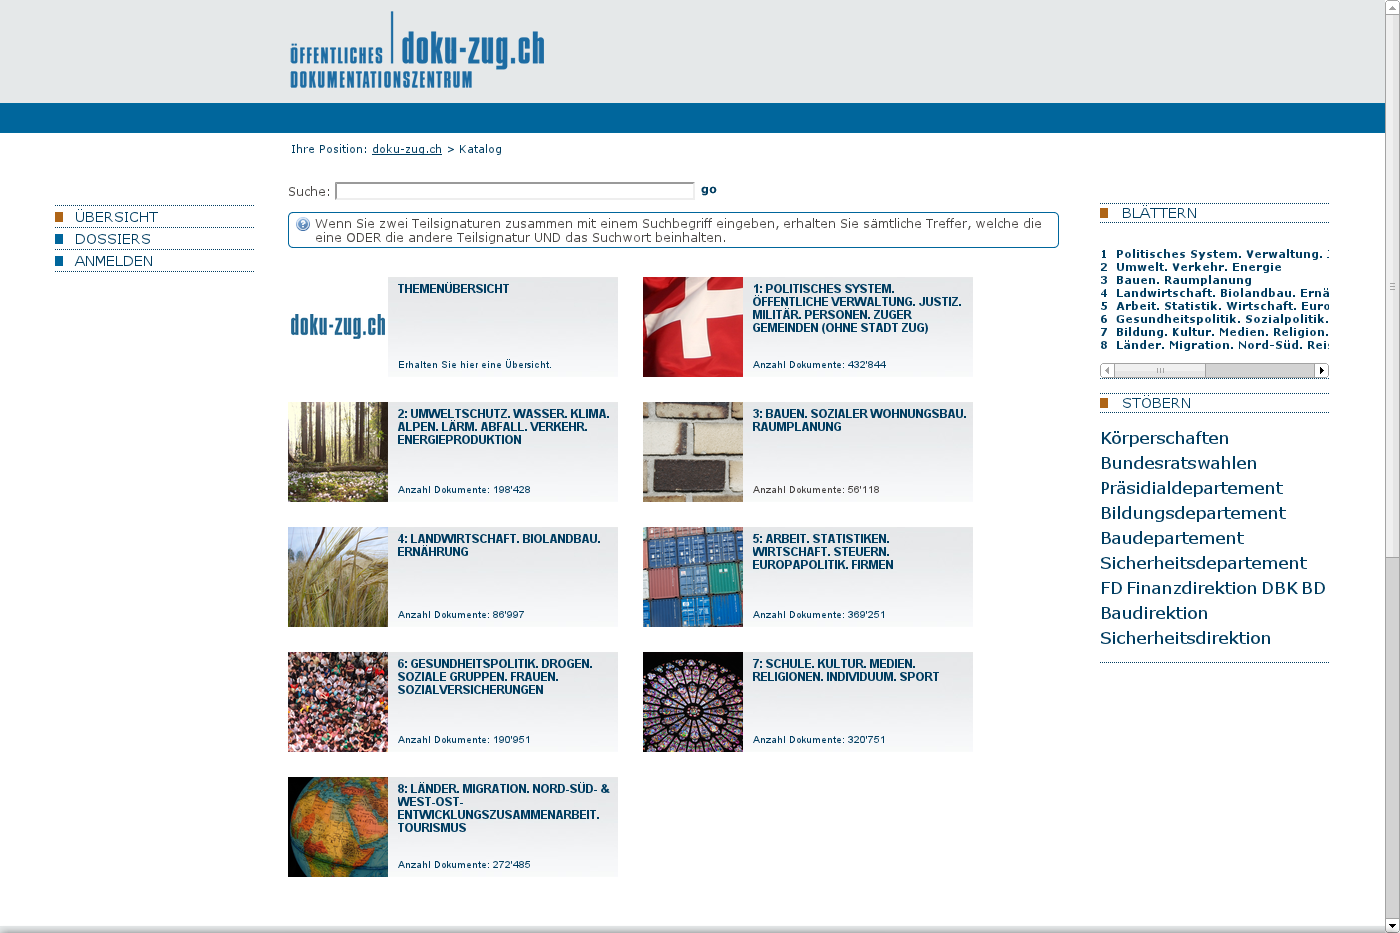 ÖFFENTLICHES doku-zug.ch
DOKUMENTATIONSZENTRUM
Ihre Position: doku-zug.ch > Katalog
Suche: go
Wenn Sie zwei Teilsignaturen zusammen mit einem Suchbegriff eingeben, erhalten Sie sämtliche Treffer, welche die
eine ODER die andere Teilsignatur UND das Suchwort beinhalten.
ÜBERSICHT
DOSSIERS
ANMELDEN
doku-zug.ch
THEMENÜBERSICHT
Erhalten Sie hier eine Übersicht.
1: POLITISCHES SYSTEM.
ÖFFENTLICHE VERWALTUNG. JUSTIZ.
MILITÄR. PERSONEN. ZUGER
GEMEINDEN (OHNE STADT ZUG)
Anzahl Dokumente: 432'844
2: UMWELTSCHUTZ. WASSER. KLIMA.
ALPEN. LÄRM. ABFALL. VERKEHR.
ENERGIEPRODUKTION
Anzahl Dokumente: 198'428
3: BAUEN. SOZIALER WOHNUNGSBAU.
RAUMPLANUNG
Anzahl Dokumente: 56'118
4: LANDWIRTSCHAFT. BIOLANDBAU.
ERNÄHRUNG
Anzahl Dokumente: 86'997
5: ARBEIT. STATISTIKEN.
WIRTSCHAFT. STEUERN.
EUROPAPOLITIK. FIRMEN
Anzahl Dokumente: 369'251
6: GESUNDHEITSPOLITIK. DROGEN.
SOZIALE GRUPPEN. FRAUEN.
SOZIALVERSICHERUNGEN
Anzahl Dokumente: 190'951
7: SCHULE. KULTUR. MEDIEN.
RELIGIONEN. INDIVIDUUM. SPORT
Anzahl Dokumente: 320'751
8: LÄNDER. MIGRATION. NORD-SÜD- &
WEST-OST-
ENTWICKLUNGSZUSAMMENARBEIT.
TOURISMUS
Anzahl Dokumente: 272'485
BLÄTTERN
1 Politisches System. Verwaltung.
2 Umwelt. Verkehr. Energie
3 Bauen. Raumplanung
4 Landwirtschaft. Biolandbau. Ernä
5 Arbeit. Statistik. Wirtschaft. Euro
6 Gesundheitspolitik. Sozialpolitik.
7 Bildung. Kultur. Medien. Religion.
8 Länder. Migration. Nord-Süd. Rei
STÖBERN
Körperschaften
Bundesratswahlen
Präsidialdepartement
Bildungsdepartement
Baudepartement
Sicherheitsdepartement
FD Finanzdirektion DBK BD
Baudirektion
Sicherheitsdirektion